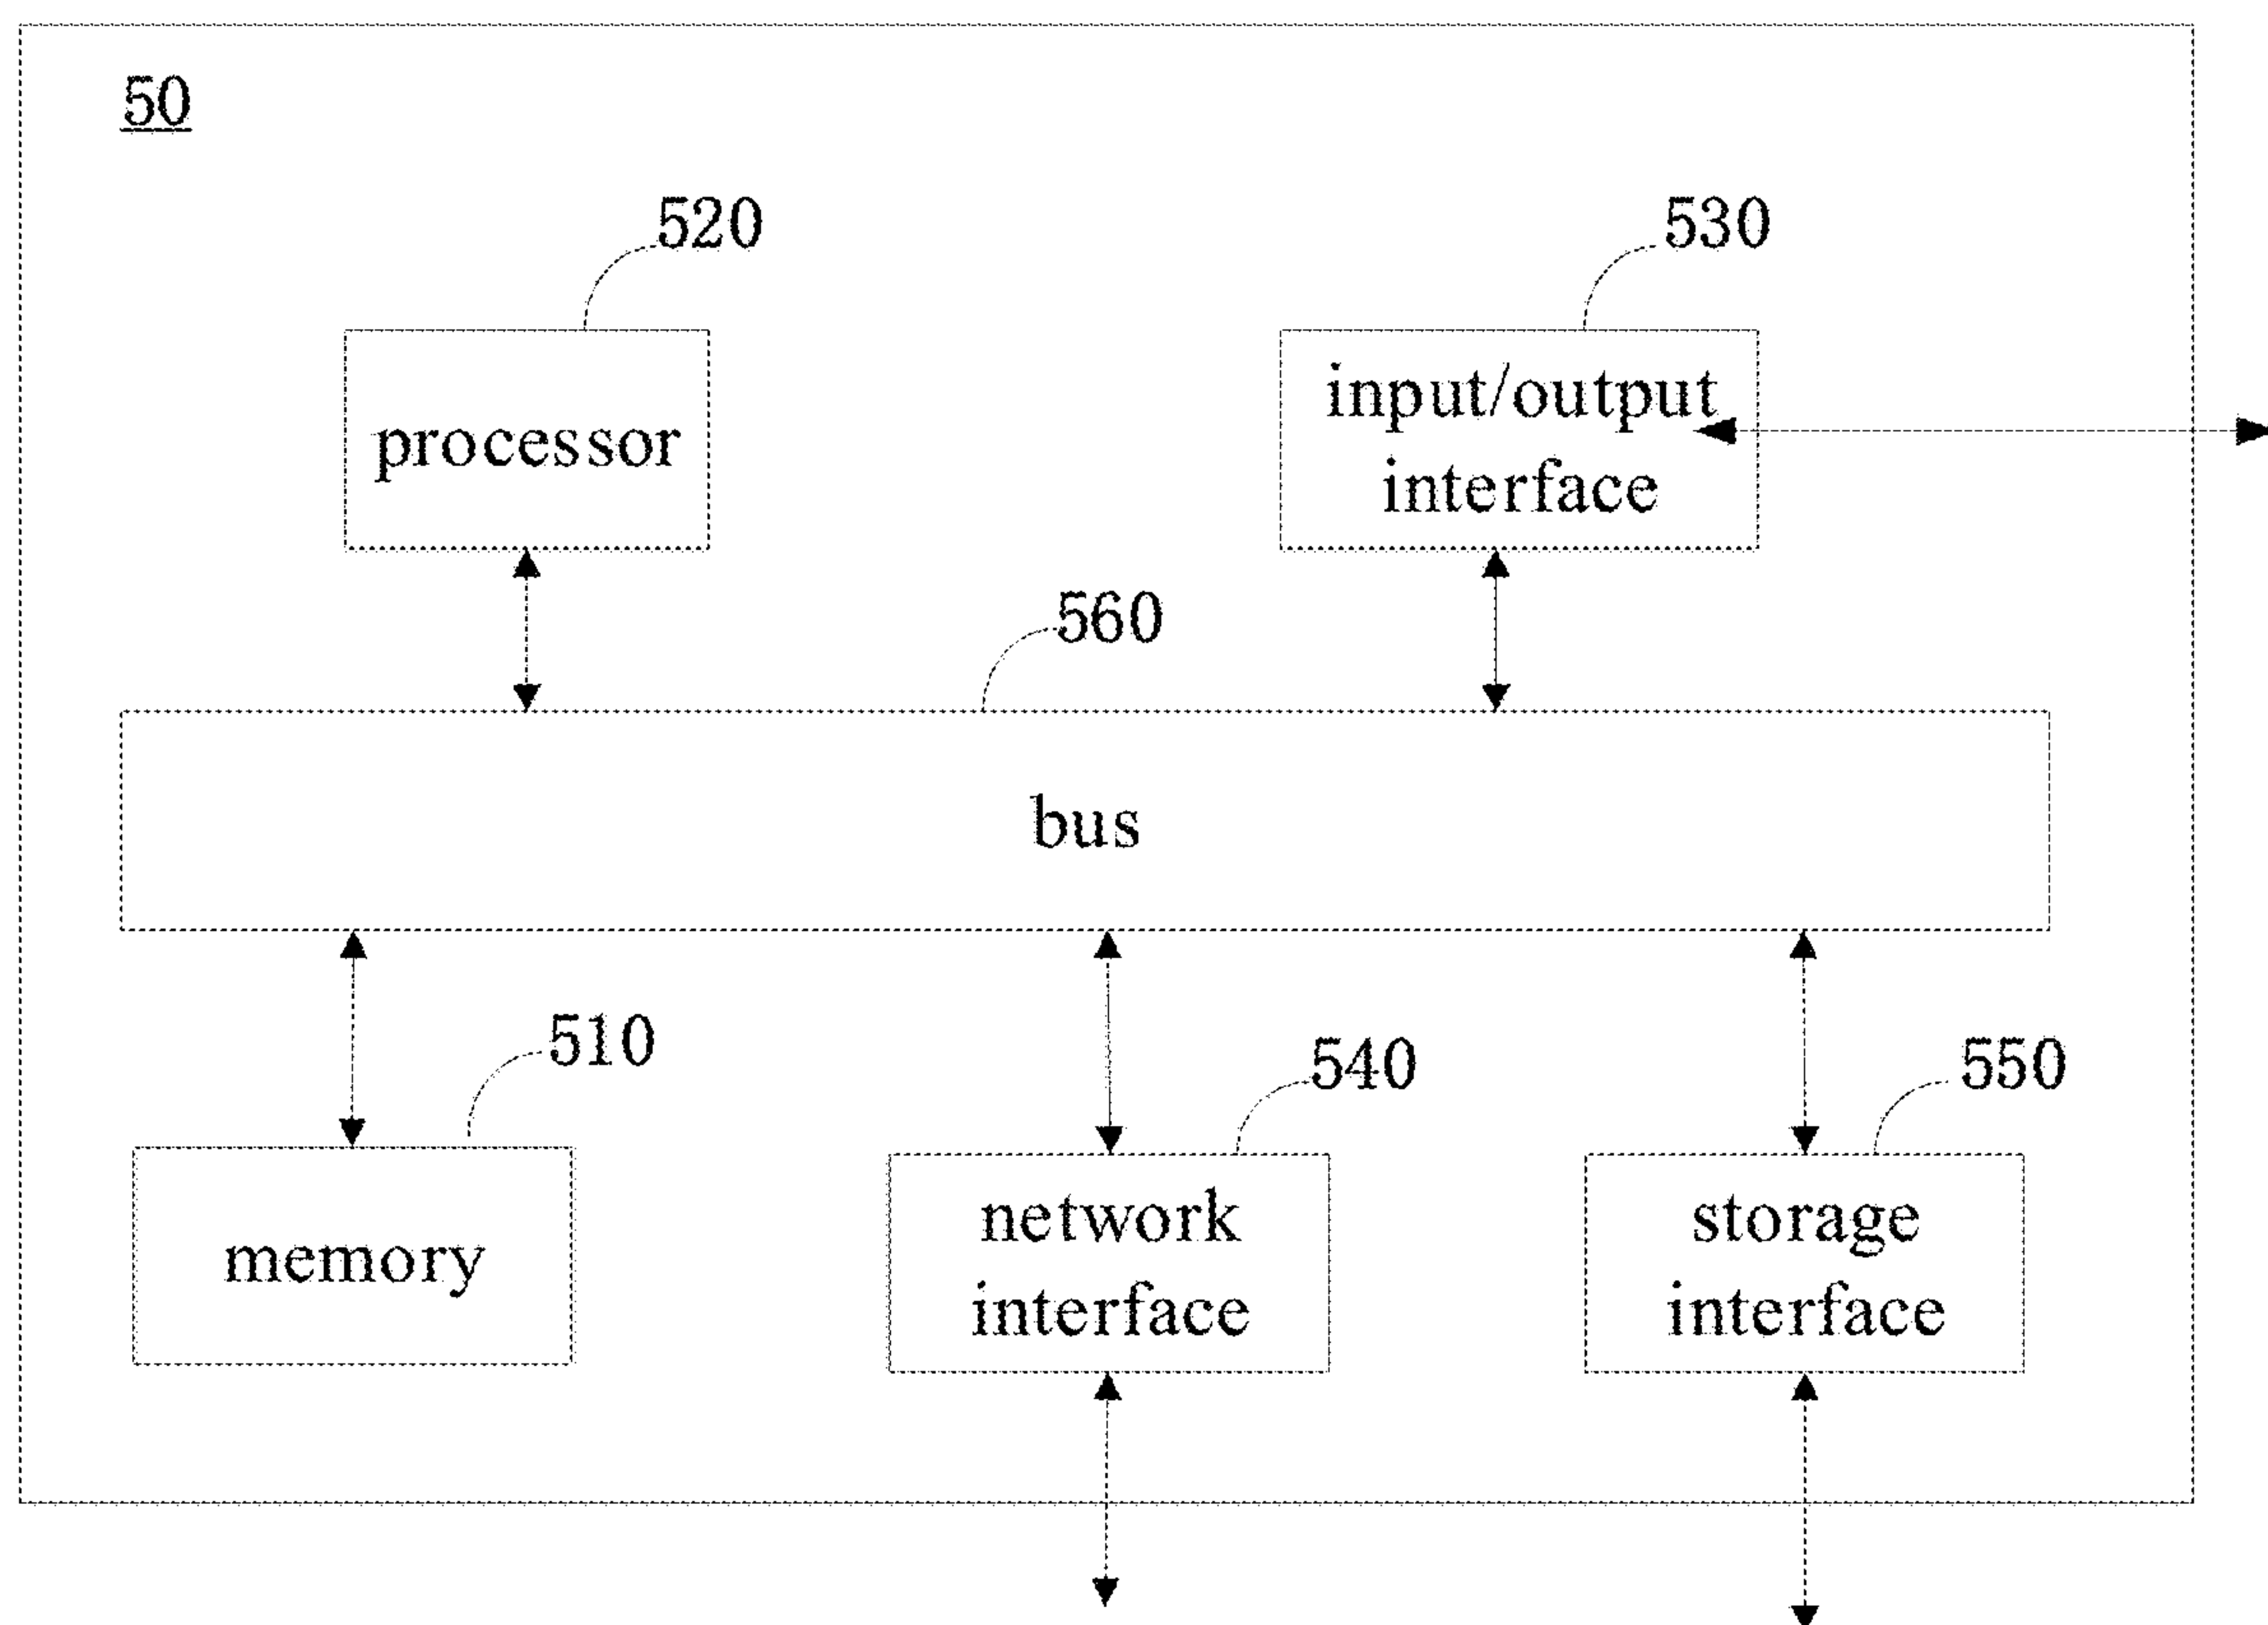 50
520
530
processor
input/output
interface
560
bus
510
540
550
memory
network
interface
storage
interface